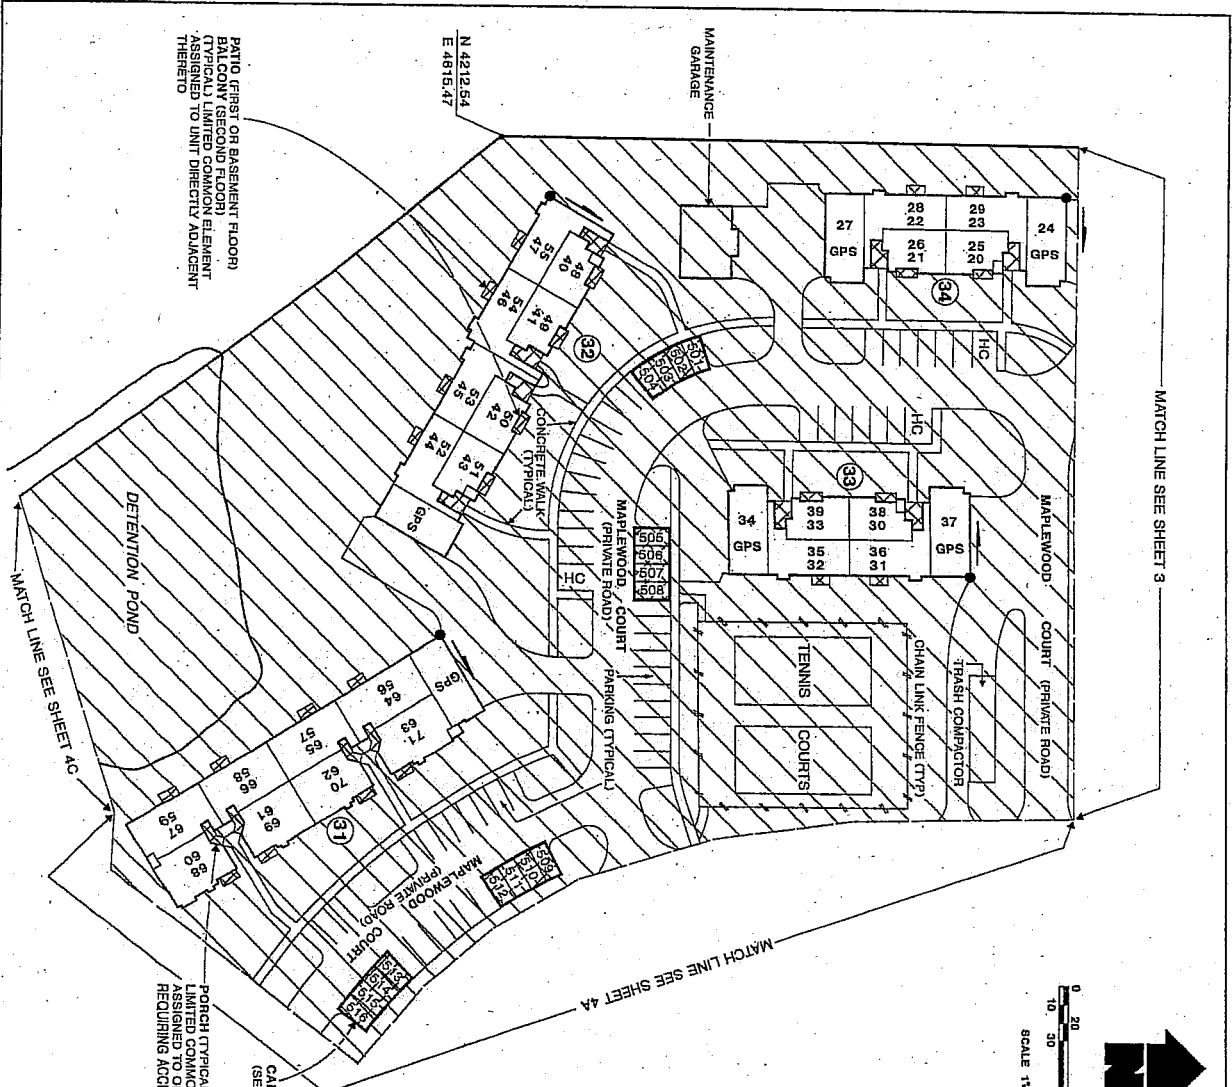 MATCH LINE SEE SHEET 3
MAPLEWOOD COURT (PRIVATE ROAD)
MAINTENANCE
GARAGE
N 4212.54
E 4815.47
PATIO (FIRST OR BASEMENT FLOOR)
BALCONY (SECOND FLOOR)
(TYPICAL) LIMITED COMMON ELEMENT
ASSIGNED TO UNIT DIRECTLY ADJACENT
THERETO
27
GPS
28
22
29
23
24
GPS
26
21
25
20
34
HC
HC
33
34
GPS
39
33
38
30
37
GPS
35
32
36
31
501
502
503
504
505
506
507
508
32
55
47
48
40
54
46
49
41
53
45
50
42
52
44
51
43
GPS
CONCRETE WALK
(TYPICAL)
HC
MAPLEWOOD COURT
(PRIVATE ROAD)
PARKING (TYPICAL)
TENNIS
COURTS
CHAIN LINK FENCE (TYP)
TRASH COMPACTOR
DETENTION POND
MATCH LINE SEE SHEET 4C
GPS
64
56
63
71
65
57
70
62
66
58
69
61
67
59
68
60
31
MAPLEWOOD COURT
(PRIVATE ROAD)
509
510
511
512
513
514
515
516
MATCH LINE SEE SHEET 4A
PORCH (TYPICA
LIMITED COMMO
ASSIGNED TO O
REQUIRING ACC
CA
(SE
N
0
10
20
30
SCALE 1"